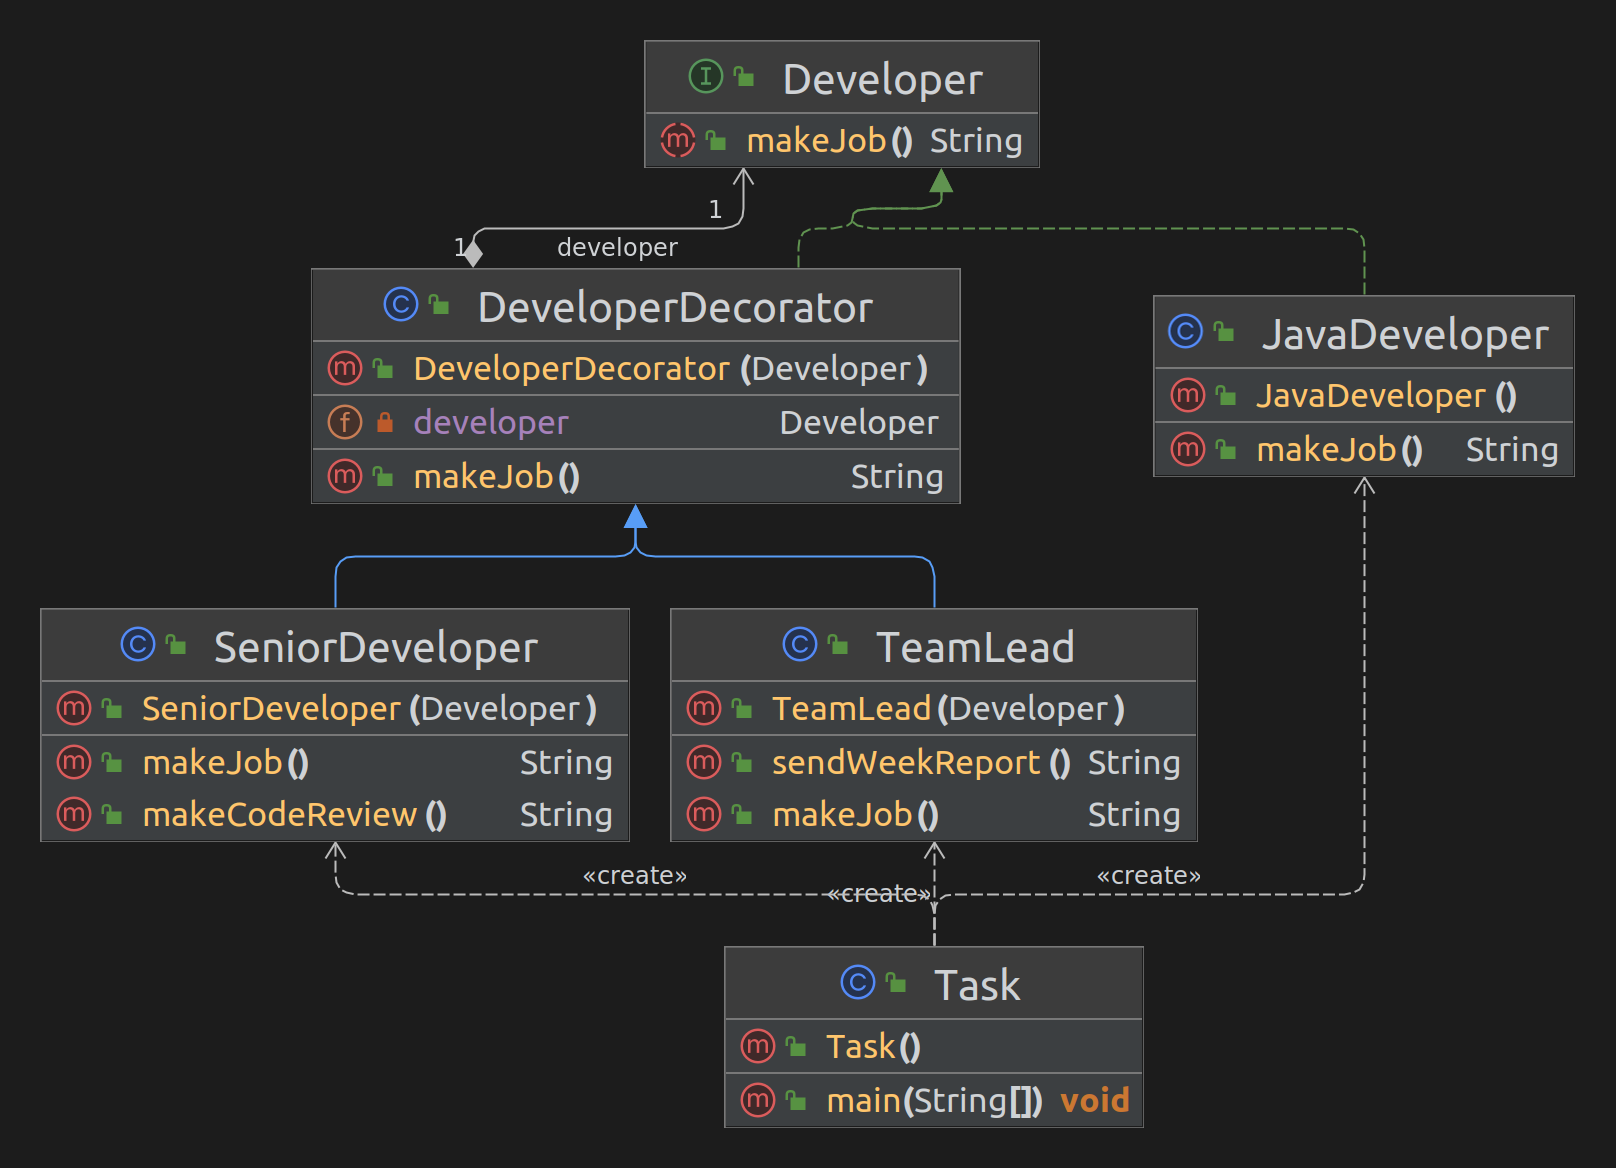 Developer
makeJob() String
1
1
developer
DeveloperDecorator
DeveloperDecorator(Developer)
developer Developer
makeJob() String
JavaDeveloper
JavaDeveloper()
makeJob() String
SeniorDeveloper
SeniorDeveloper(Developer)
makeJob() String
makeCodeReview() String
TeamLead
TeamLead(Developer)
sendWeekReport() String
makeJob() String
«create»
«create»
«create»
Task
Task()
main(String[]) void